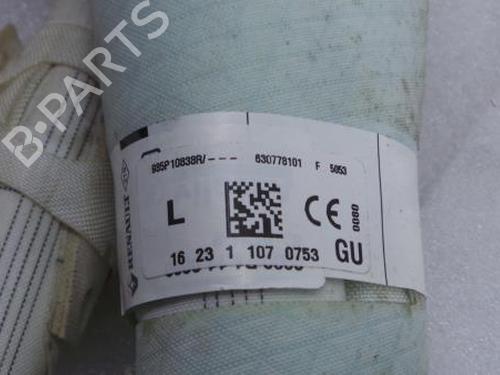 B-PARTS
985P10838R/--- 630778101 F 5053
L
CE
0080
16 23 1 107 0753 GU
RENAULT